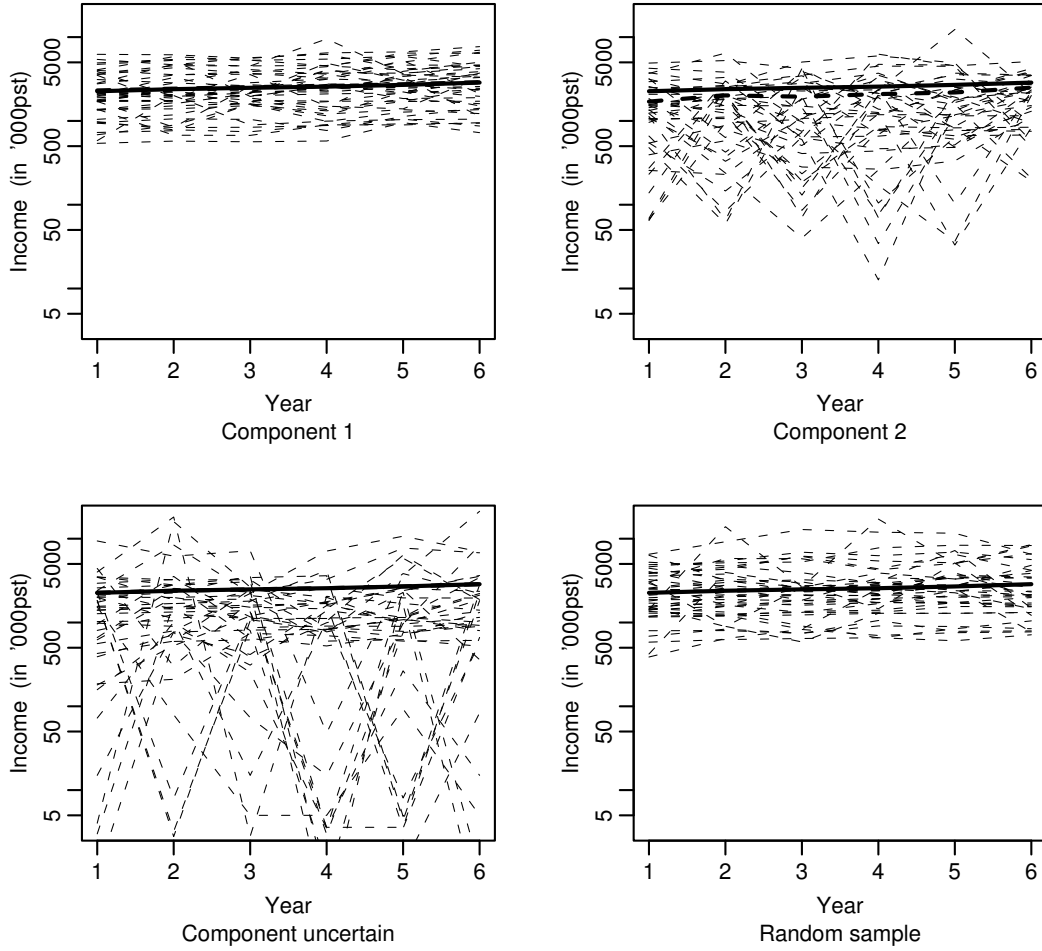 Income (in '000pst)
5000
500
50
5
1 2 3 4 5 6
Year
Component 1
Income (in '000pst)
5000
500
50
5
1 2 3 4 5 6
Year
Component 2
Income (in '000pst)
5000
500
50
5
1 2 3 4 5 6
Year
Component uncertain
Income (in '000pst)
5000
500
50
5
1 2 3 4 5 6
Year
Random sample